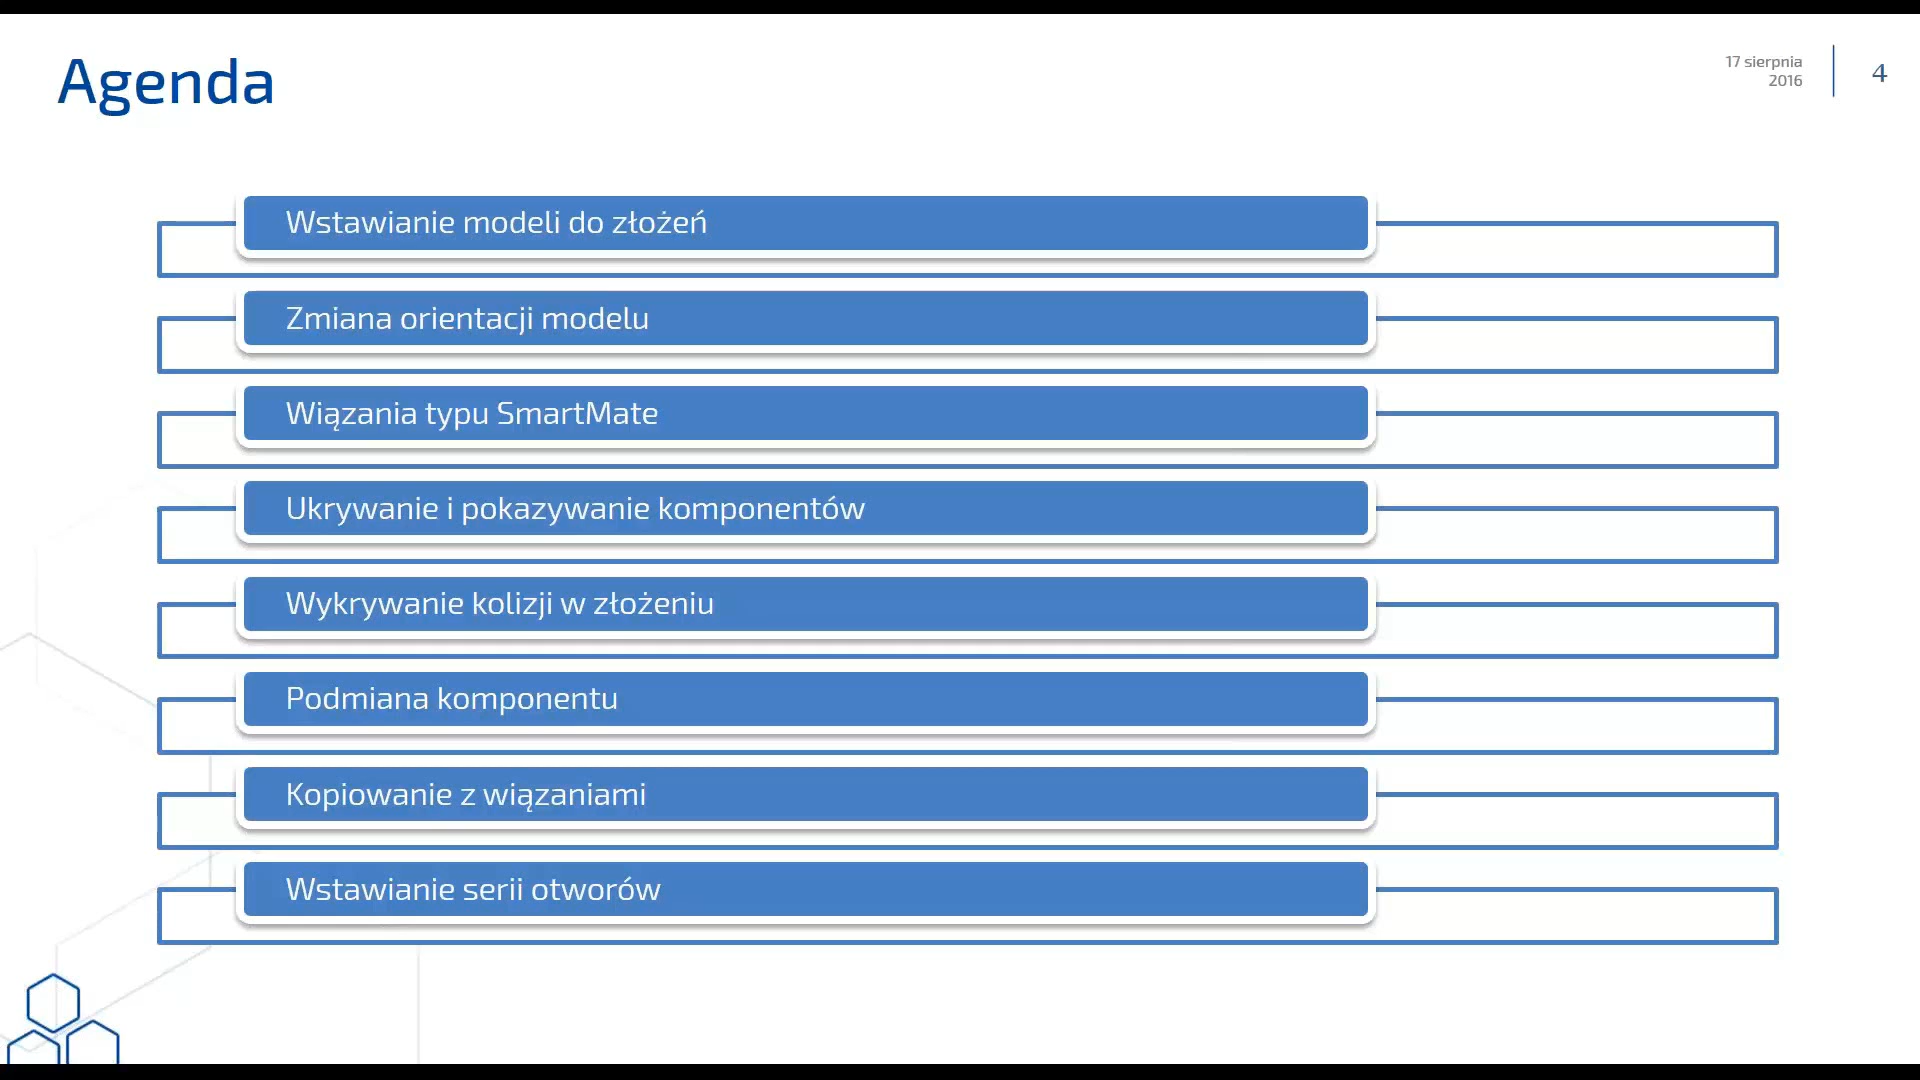 Agenda
17 sierpnia
2016
4
Wstawianie modeli do złożeń
Zmiana orientacji modelu
Wiązania typu SmartMate
Ukrywanie i pokazywanie komponentów
Wykrywanie kolizji w złożeniu
Podmiana komponentu
Kopiowanie z wiązaniami
Wstawianie serii otworów